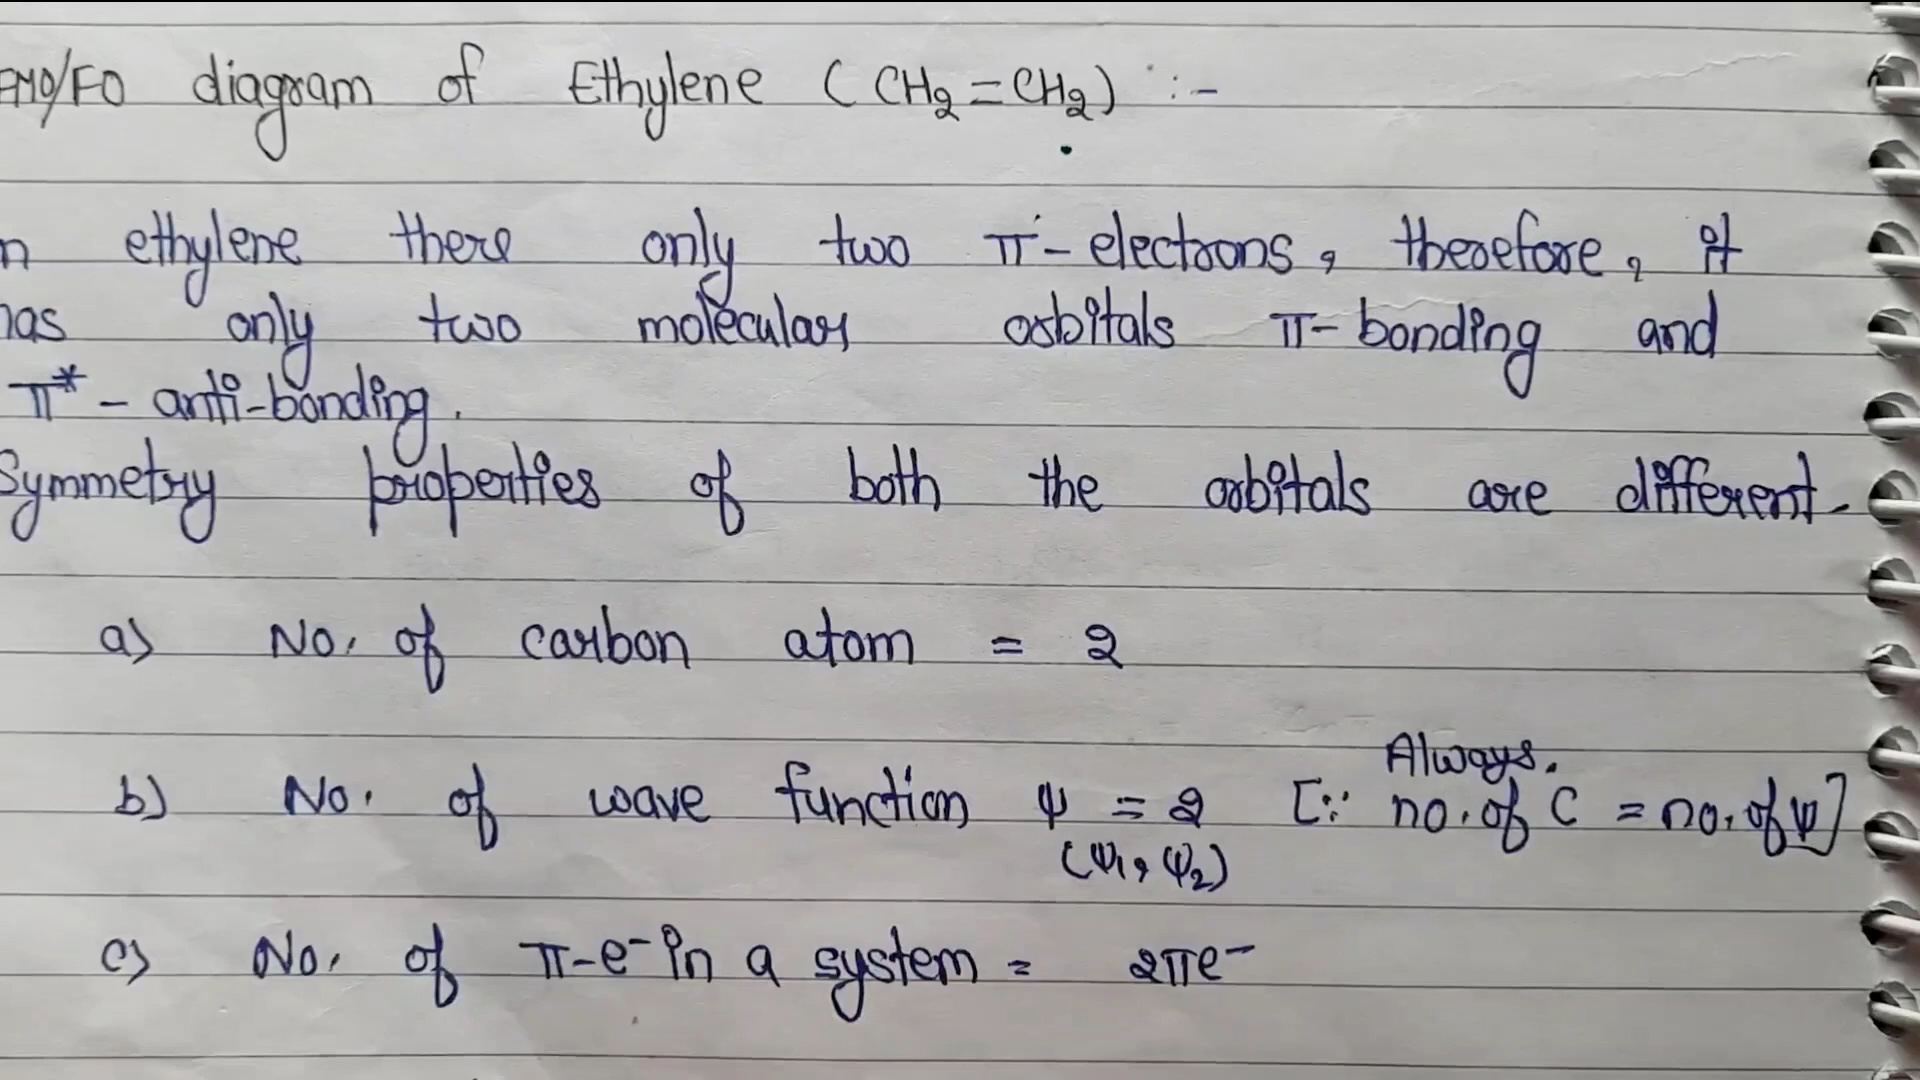 FMO/FO diagram of Ethylene (CH2=CH2) :-
n ethylene there only two π-electrons, therefore, it
has only two molecular orbitals π-bonding and
π* - anti-bonding.
Symmetry properties of both the orbitals are different.
a) No. of carbon atom = 2
Always.
b) No. of wave function ψ = 2 [∵ no. of C = no. of ψ]
(ψ1, ψ2)
c) No. of π-e⁻ in a system = 2πe⁻